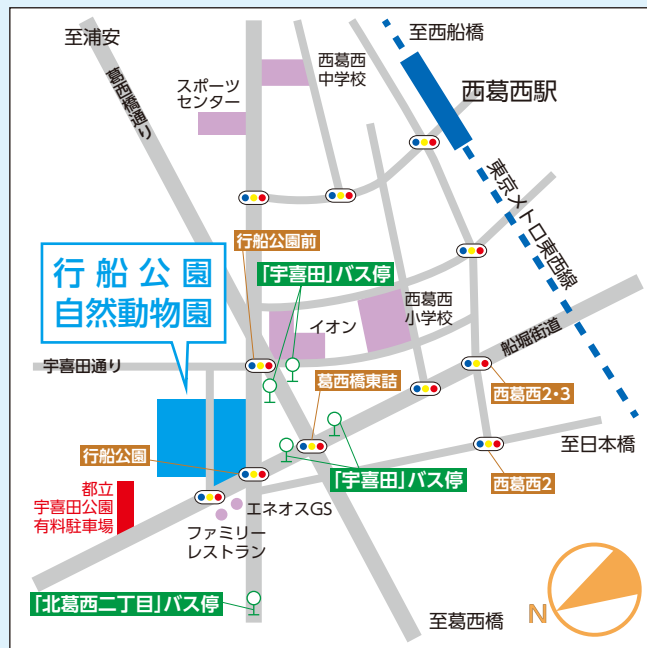 至浦安
至西船橋
葛西橋通り
西葛西
中学校
スポーツ
センター
西葛西駅
東京メトロ東西線
行船公園前
行船公園
自然動物園
「宇喜田」バス停
イオン
西葛西
小学校
船堀街道
宇喜田通り
葛西橋東詰
西葛西2・3
行船公園
至日本橋
西葛西2
「宇喜田」バス停
都立
宇喜田公園
有料駐車場
エネオスGS
ファミリー
レストラン
「北葛西二丁目」バス停
至葛西橋
N